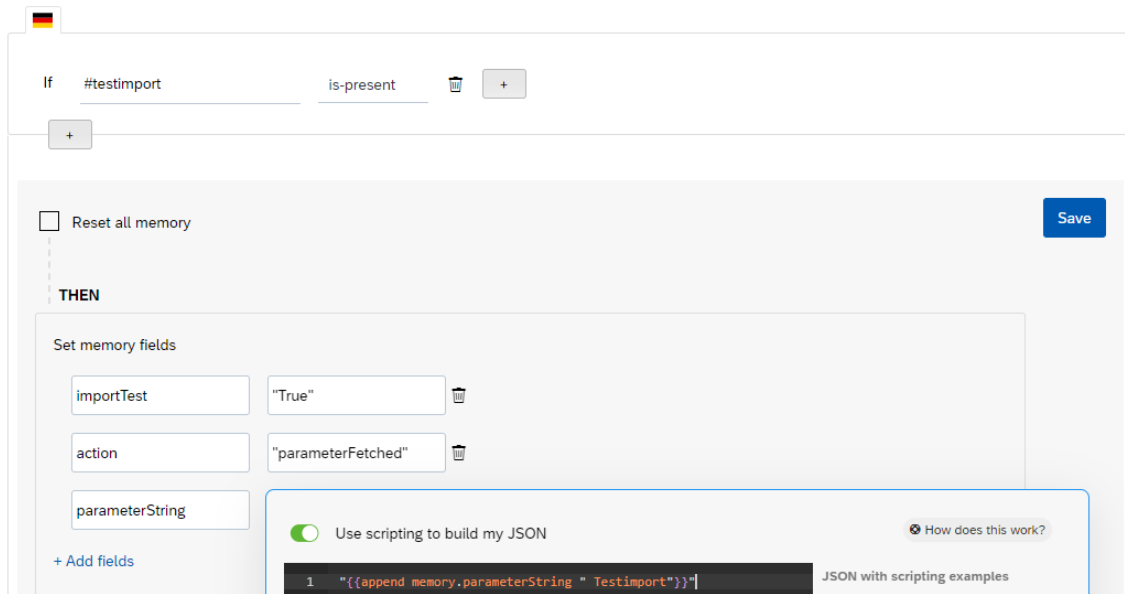 If #testimport is-present +
+
Reset all memory
Save
THEN
Set memory fields
importTest "True"
action "parameterFetched"
parameterString
Use scripting to build my JSON
How does this work?
+ Add fields
1 "{{append memory.parameterString " Testimport"}}"
JSON with scripting examples